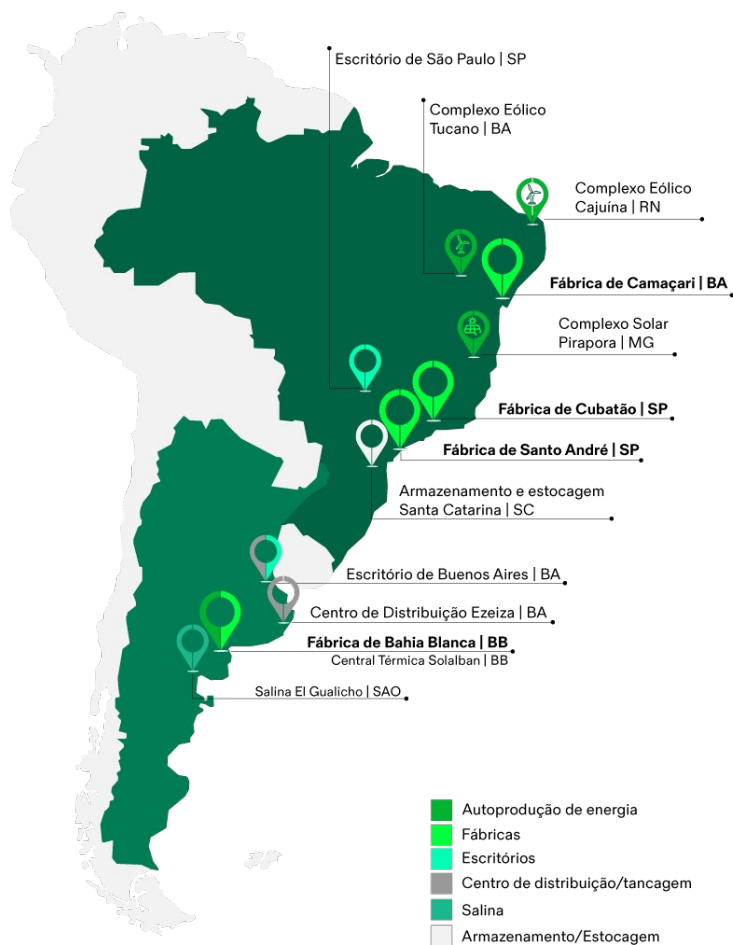 Escritório de São Paulo | SP
Complexo Eólico
Tucano | BA
Complexo Eólico
Cajuína | RN
Fábrica de Camaçari | BA
Complexo Solar
Pirapora | MG
Fábrica de Cubatão | SP
Fábrica de Santo André | SP
Armazenamento e estocagem
Santa Catarina | SC
Escritório de Buenos Aires | BA
Centro de Distribuição Ezeiza | BA
Fábrica de Bahia Blanca | BB
Central Térmica Solalban | BB
Salina El Gualicho | SAO
Autoprodução de energia
Fábricas
Escritórios
Centro de distribuição/tancagem
Salina
Armazenamento/Estocagem